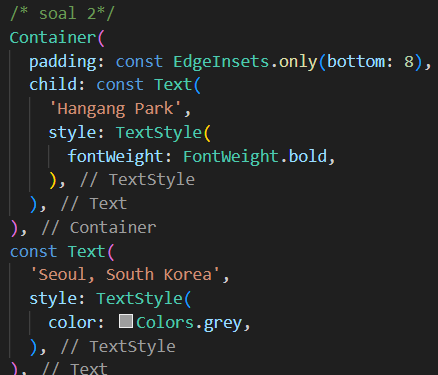 /* soal 2*/
Container(
padding: const EdgeInsets.only(bottom: 8),
child: const Text(
'Hangang Park',
style: TextStyle(
fontWeight: FontWeight.bold,
), // TextStyle
), // Text
), // Container
const Text(
'Seoul, South Korea',
style: TextStyle(
color: Colors.grey,
), // TextStyle
), // Text